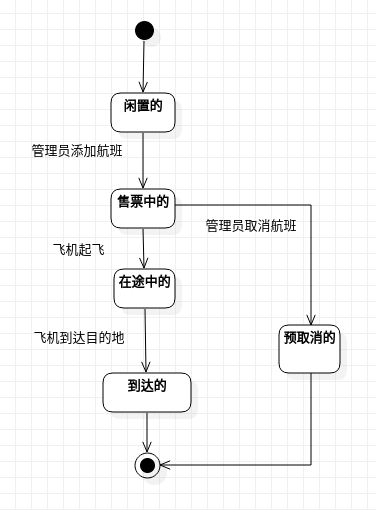 闲置的
管理员添加航班
售票中的
管理员取消航班
飞机起飞
在途中的
飞机到达目的地
预取消的
到达的